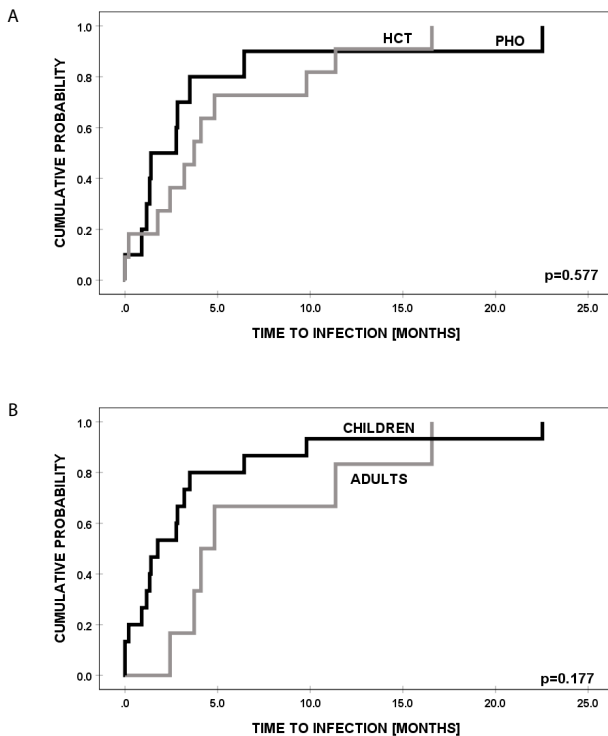 A
CUMULATIVE PROBABILITY
1.0
0.8
0.6
0.4
0.2
0.0
HCT
PHO
p=0.577
.0 5.0 10.0 15.0 20.0 25.0
TIME TO INFECTION [MONTHS]
B
CUMULATIVE PROBABILITY
1.0
0.8
0.6
0.4
0.2
0.0
CHILDREN
ADULTS
p=0.177
.0 5.0 10.0 15.0 20.0 25.0
TIME TO INFECTION [MONTHS]